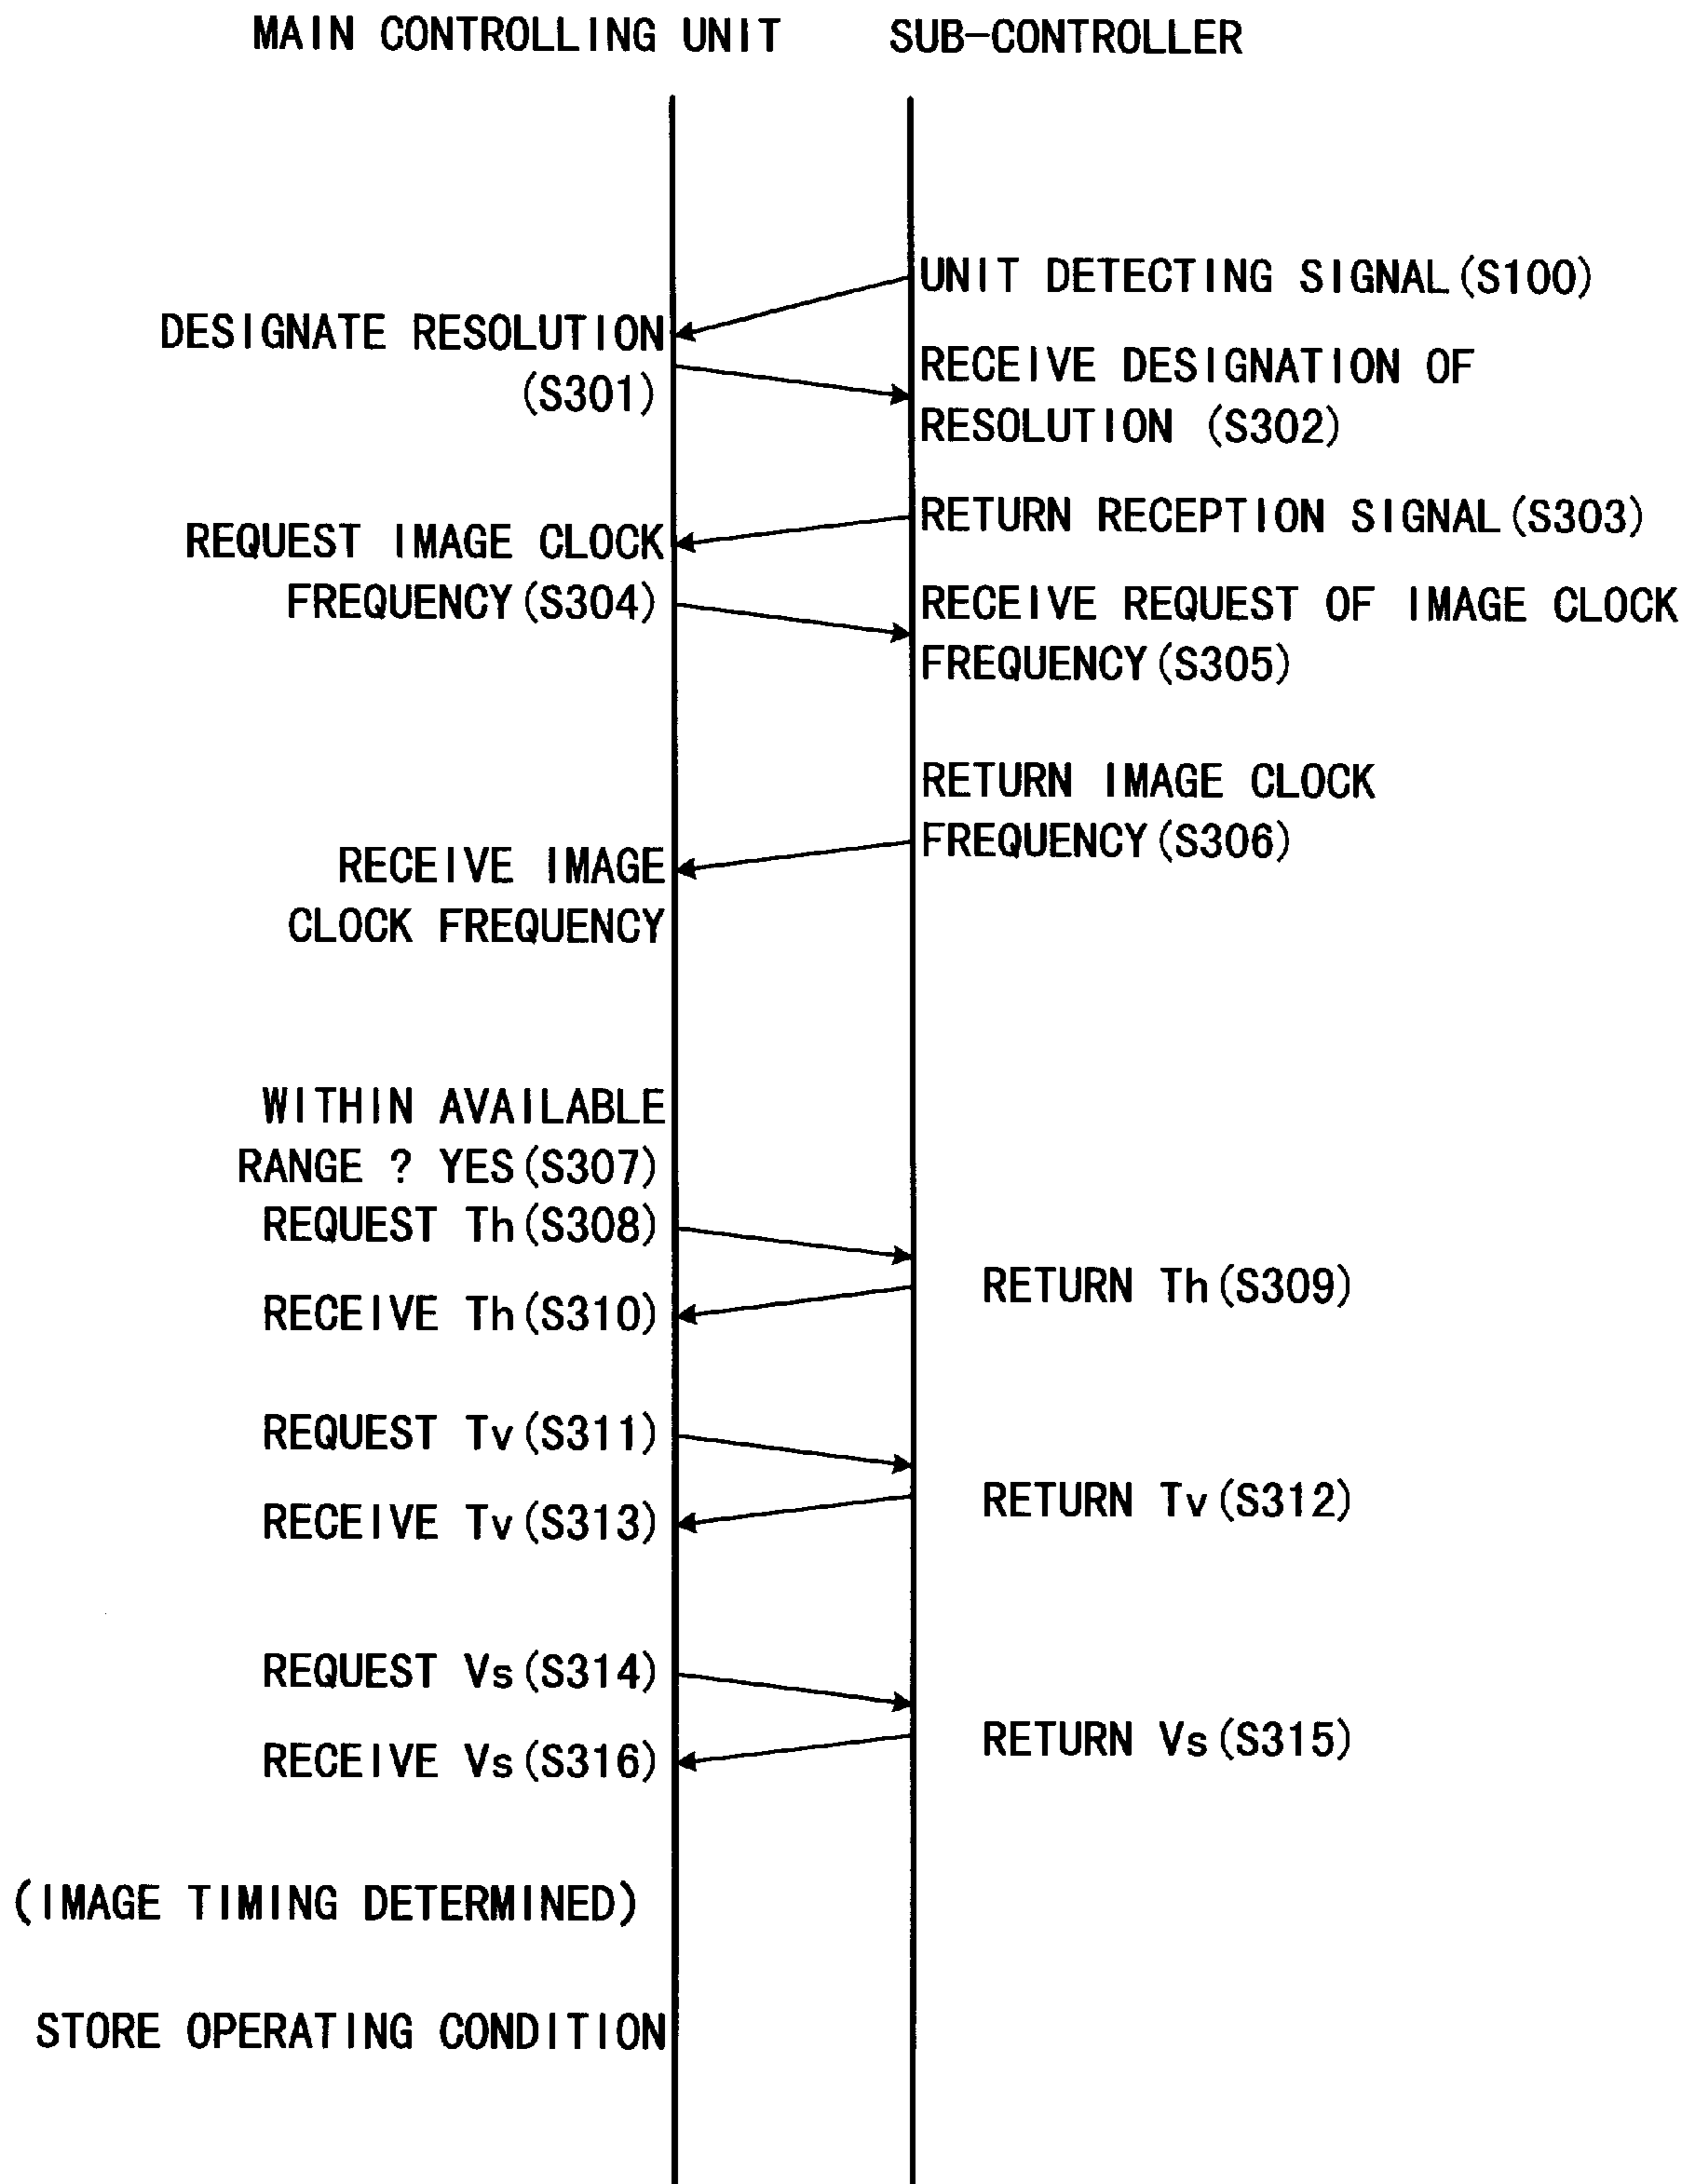 MAIN CONTROLLING UNIT
SUB-CONTROLLER
UNIT DETECTING SIGNAL(S100)
DESIGNATE RESOLUTION
(S301)
RECEIVE DESIGNATION OF
RESOLUTION (S302)
RETURN RECEPTION SIGNAL(S303)
REQUEST IMAGE CLOCK
FREQUENCY(S304)
RECEIVE REQUEST OF IMAGE CLOCK
FREQUENCY(S305)
RETURN IMAGE CLOCK
FREQUENCY(S306)
RECEIVE IMAGE
CLOCK FREQUENCY
WITHIN AVAILABLE
RANGE ? YES(S307)
REQUEST Th(S308)
RETURN Th(S309)
RECEIVE Th(S310)
REQUEST Tv(S311)
RETURN Tv(S312)
RECEIVE Tv(S313)
REQUEST Vs(S314)
RETURN Vs(S315)
RECEIVE Vs(S316)
(IMAGE TIMING DETERMINED)
STORE OPERATING CONDITION